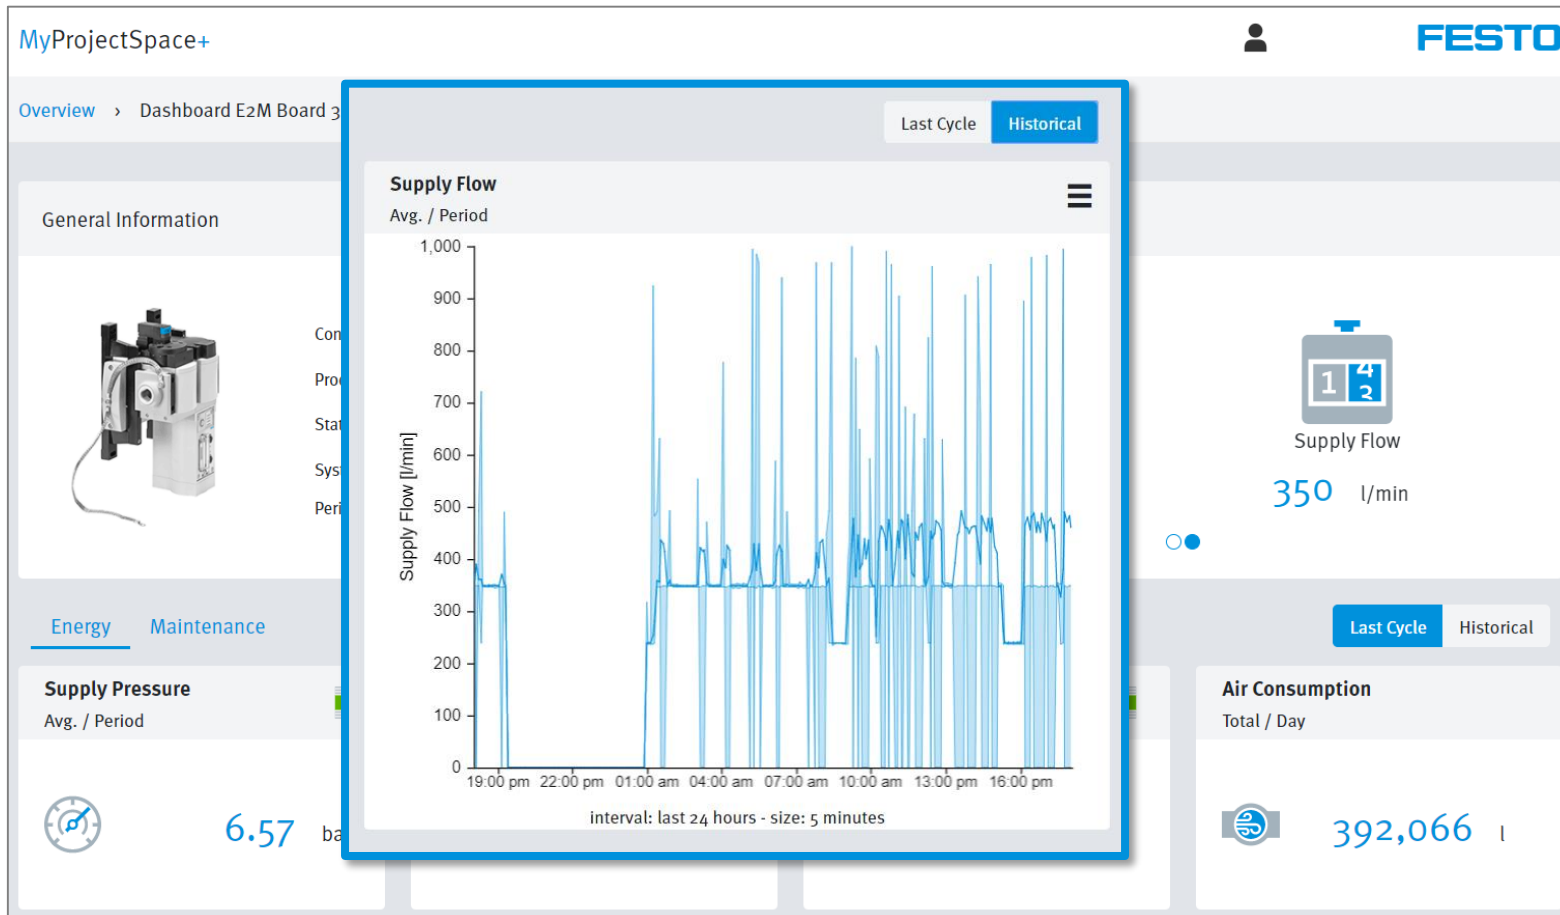 MyProjectSpace+
FESTO
Overview › Dashboard E2M Board 3
Last Cycle Historical
Supply Flow
Avg. / Period
General Information
1,000
900
800
700
600
500
400
300
200
100
0
Supply Flow [l/min]
19:00 pm 22:00 pm 01:00 am 04:00 am 07:00 am 10:00 am 13:00 pm 16:00 pm
interval: last 24 hours - size: 5 minutes
Con
Pro
Stat
Syst
Peri
1 4 3
Supply Flow
350 l/min
Energy Maintenance
Last Cycle Historical
Supply Pressure
Avg. / Period
6.57 ba
Air Consumption
Total / Day
392,066 l